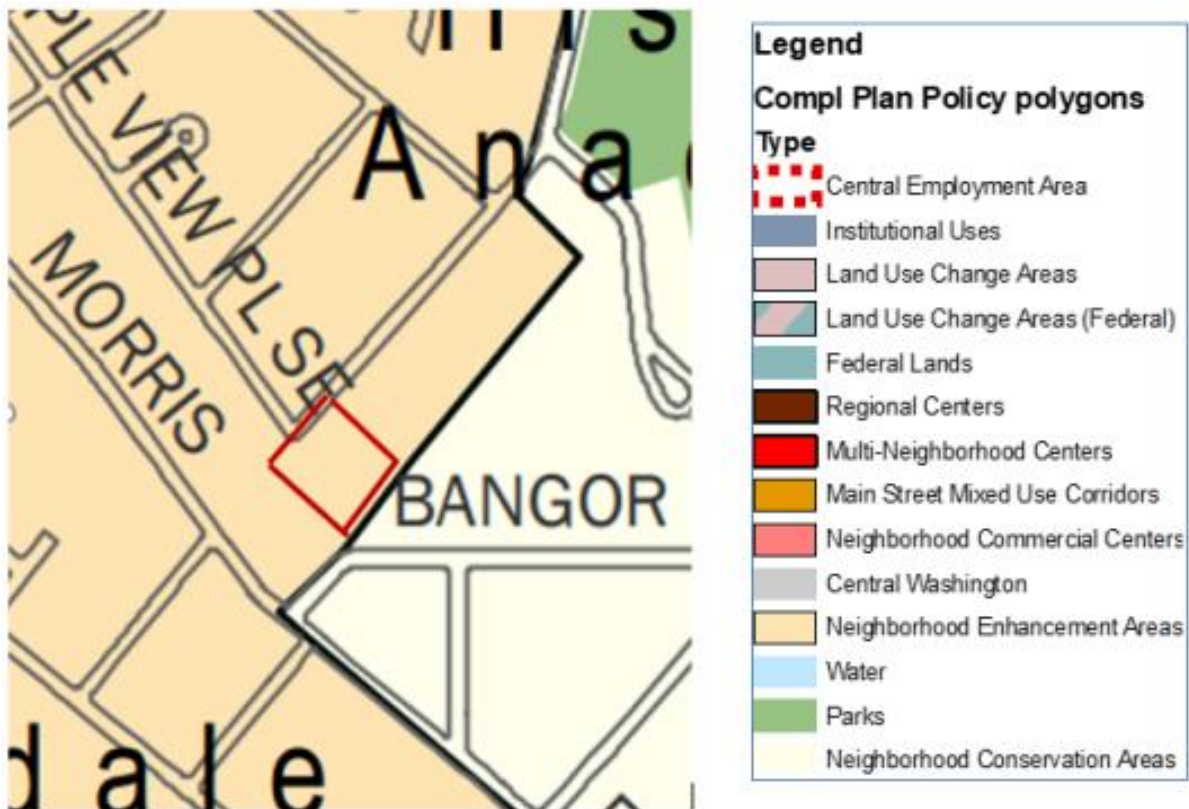 PLE VIEW PL SE
Ana
MORRIS
BANGOR
dale
Legend
Compl Plan Policy polygons
Type
Central Employment Area
Institutional Uses
Land Use Change Areas
Land Use Change Areas (Federal)
Federal Lands
Regional Centers
Multi-Neighborhood Centers
Main Street Mixed Use Corridors
Neighborhood Commercial Centers
Central Washington
Neighborhood Enhancement Areas
Water
Parks
Neighborhood Conservation Areas